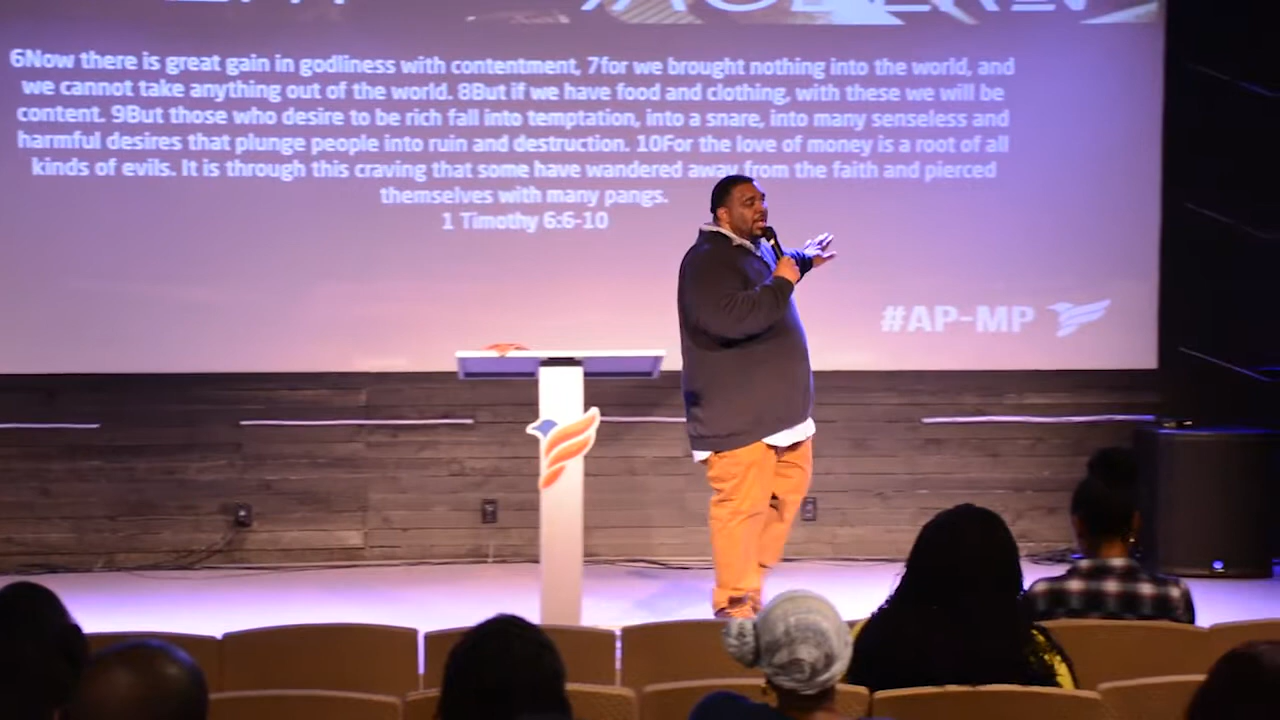 6Now there is great gain in godliness with contentment, 7for we brought nothing into the world, and
we cannot take anything out of the world. 8But if we have food and clothing, with these we will be
content. 9But those who desire to be rich fall into temptation, into a snare, into many senseless and
harmful desires that plunge people into ruin and destruction. 10For the love of money is a root of all
kinds of evils. It is through this craving that some have wandered away from the faith and pierced
themselves with many pangs.
1 Timothy 6:6-10
#AP-MP